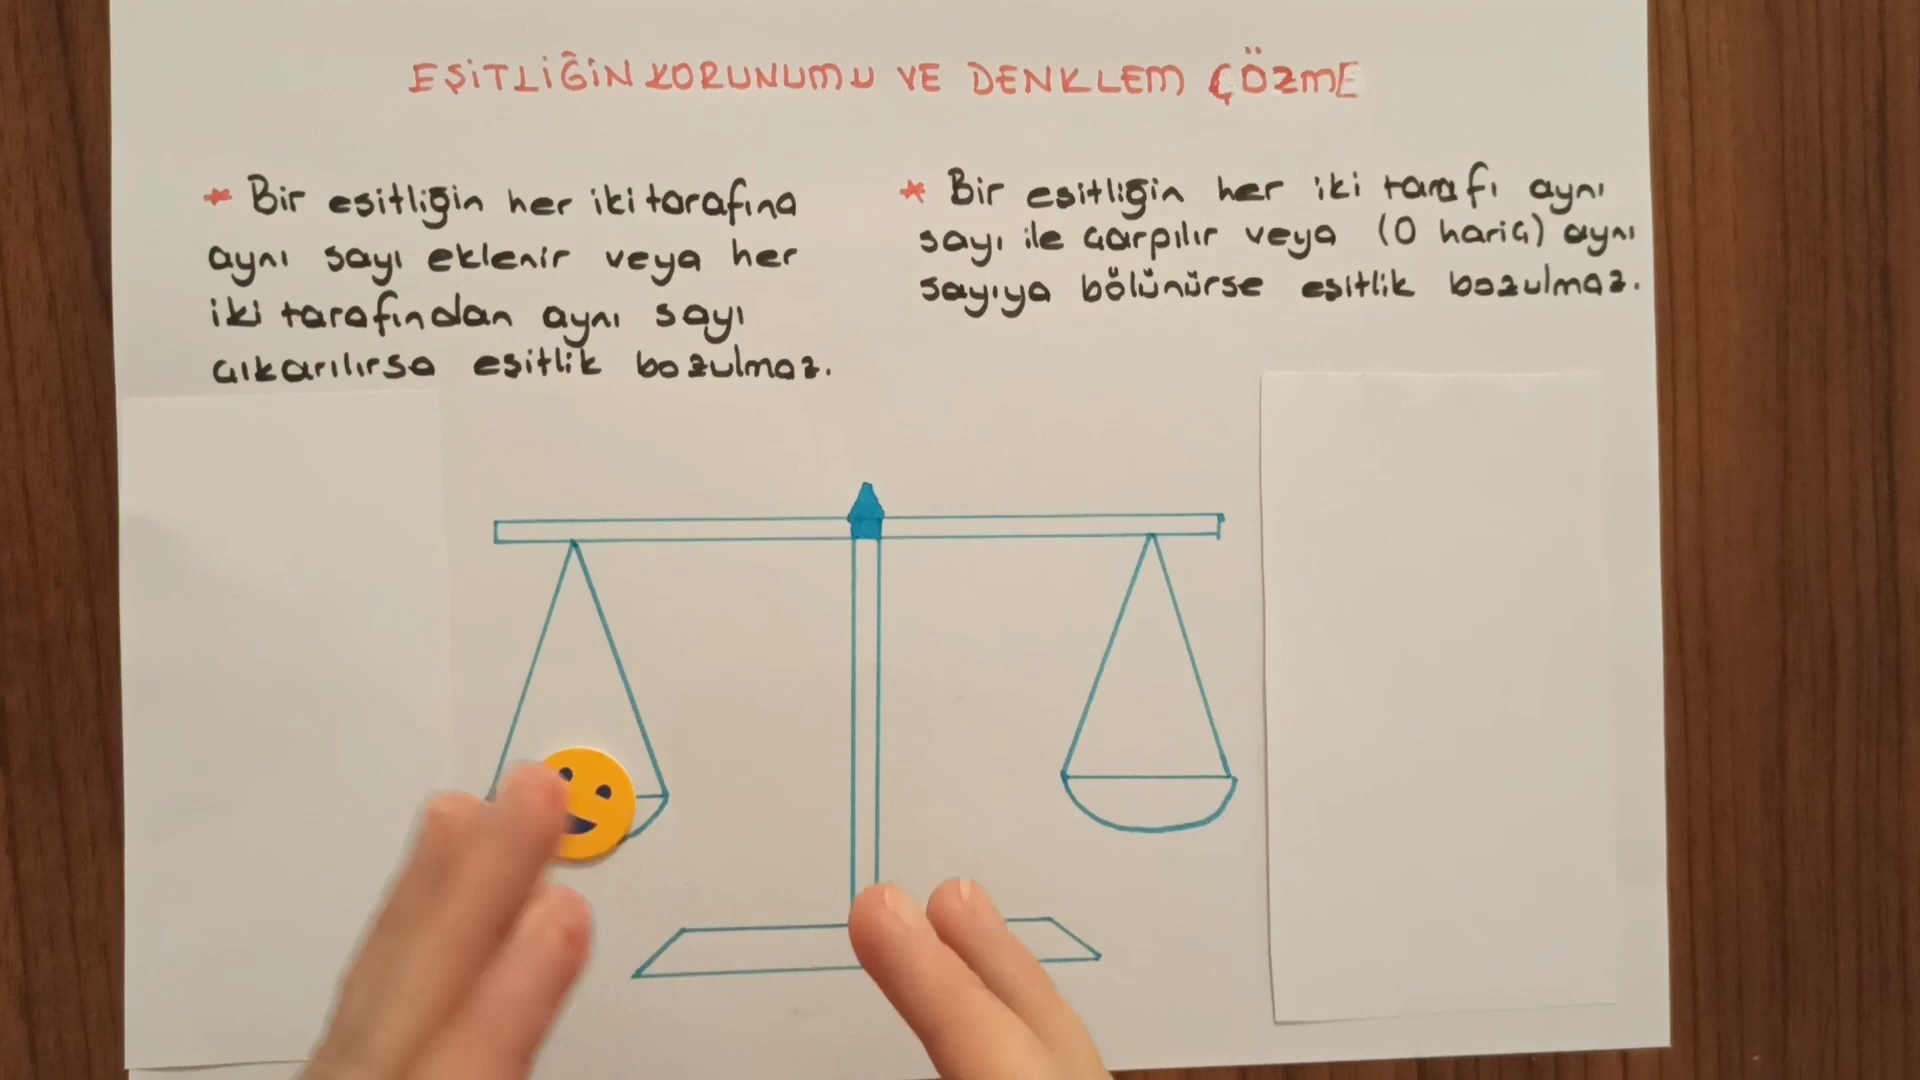 EŞİTLİĞİN KORUNUMU VE DENKLEM ÇÖZME
* Bir eşitliğin her iki tarafına
aynı sayı eklenir veya her
iki tarafından aynı sayı
çıkarılırsa eşitlik bozulmaz.
* Bir eşitliğin her iki tarafı aynı
sayı ile çarpılır veya (0 hariç) aynı
sayıya bölünürse eşitlik bozulmaz.